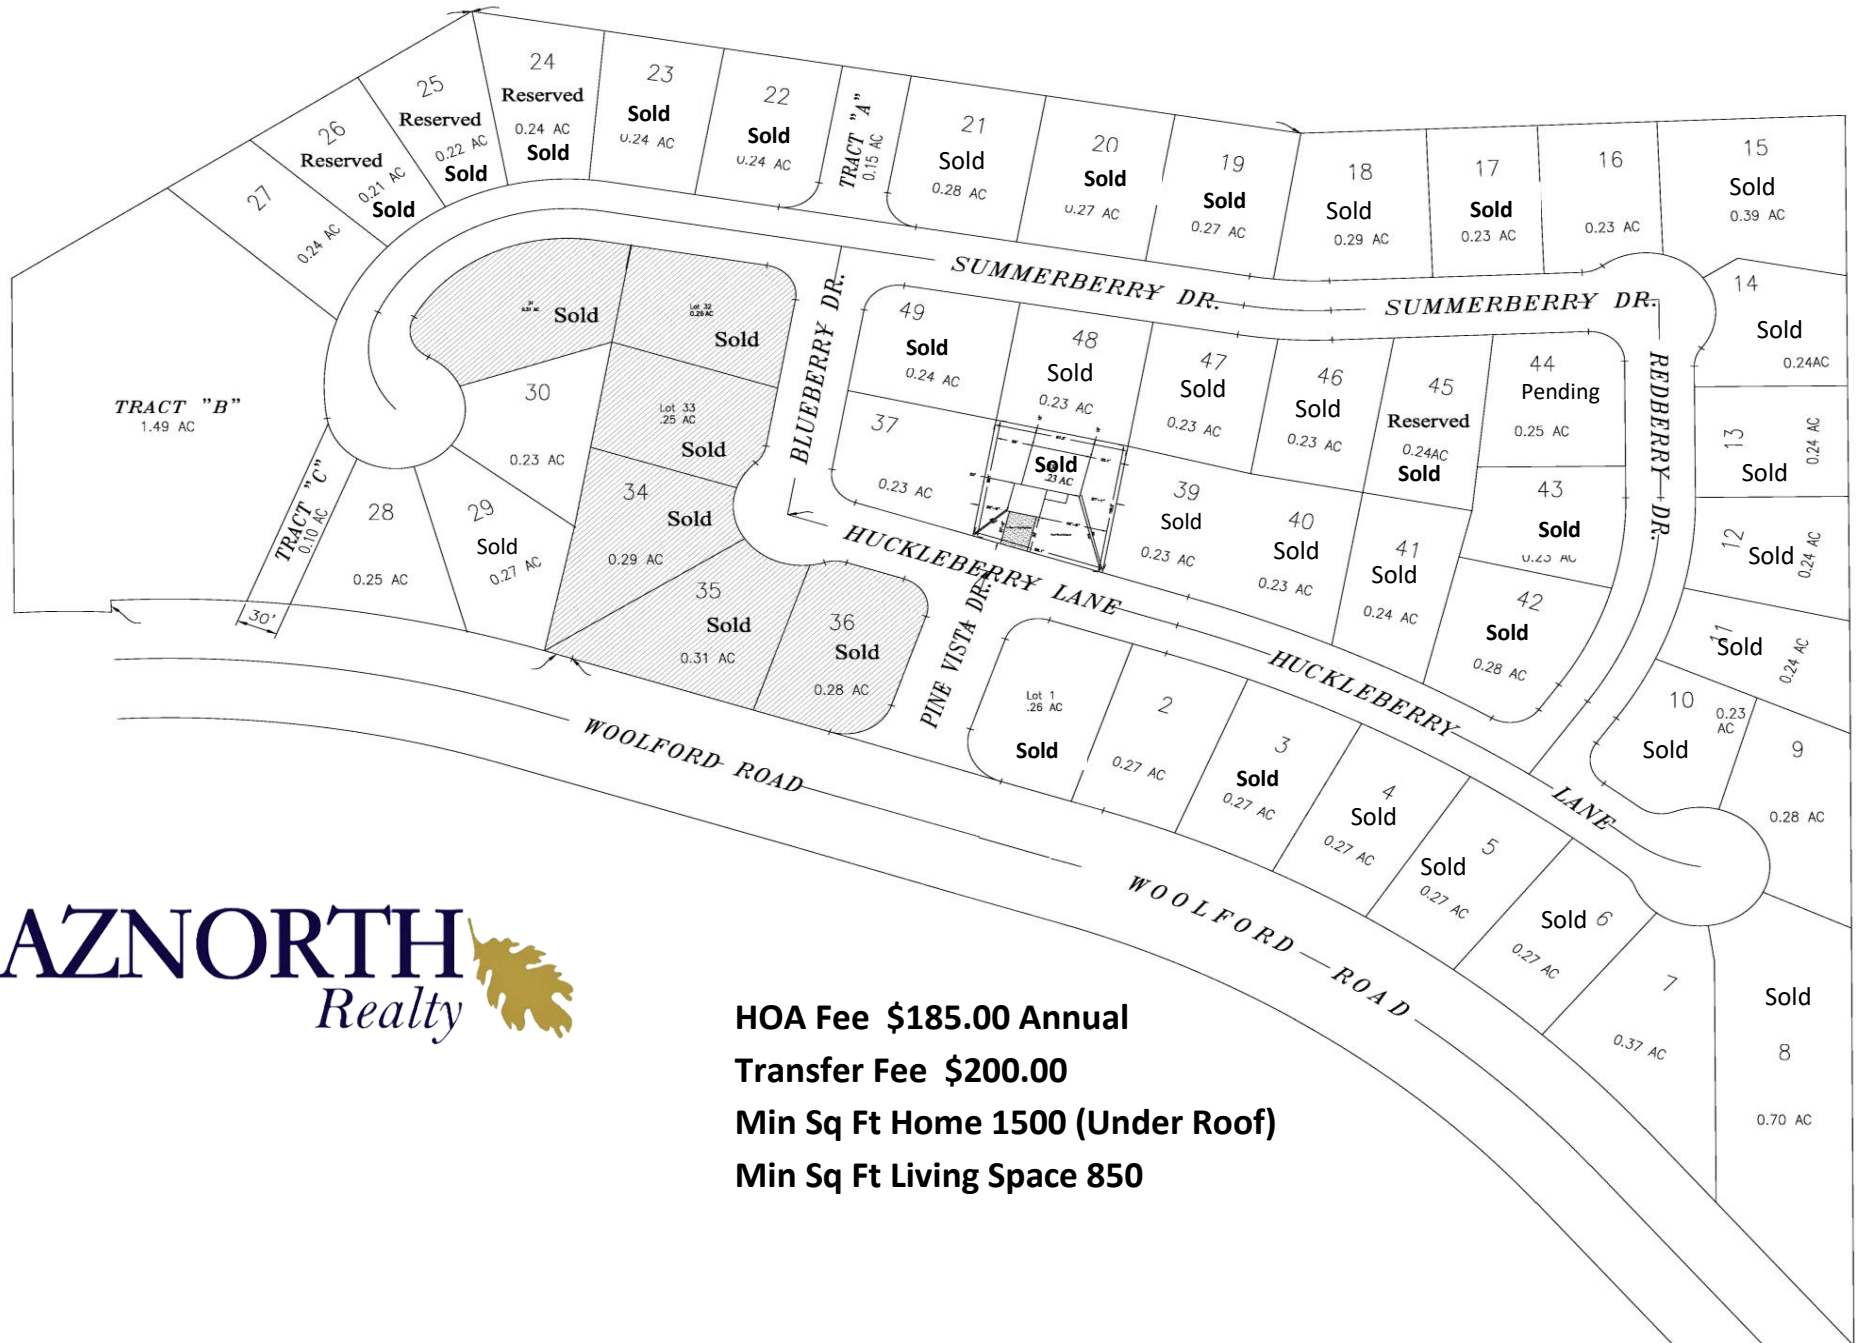 24
Reserved
0.24 AC
Sold
23
Sold
0.24 AC
22
Sold
0.24 AC
TRACT "A"
0.15 AC
21
Sold
0.28 AC
20
Sold
0.27 AC
19
Sold
0.27 AC
18
Sold
0.29 AC
17
Sold
0.23 AC
16
0.23 AC
15
Sold
0.39 AC
25
Reserved
0.22 AC
Sold
26
Reserved
0.21 AC
Sold
27
0.24 AC
TRACT "B"
1.49 AC
TRACT "C"
0.10 AC
30'
28
0.25 AC
29
Sold
0.27 AC
30
0.23 AC
Sold
Lot 32
0.28 AC
Sold
Lot 33
.25 AC
Sold
34
Sold
0.29 AC
35
Sold
0.31 AC
36
Sold
0.28 AC
BLUEBERRY DR.
SUMMERBERRY DR.
SUMMERBERRY DR.
REDBERRY DR.
49
Sold
0.24 AC
48
Sold
0.23 AC
47
Sold
0.23 AC
46
Sold
0.23 AC
45
Reserved
0.24AC
Sold
44
Pending
0.25 AC
14
Sold
0.24AC
13
Sold
0.24 AC
12
Sold
0.24 AC
11
Sold
0.24 AC
37
0.23 AC
Sold
.23 AC
39
Sold
0.23 AC
40
Sold
0.23 AC
41
Sold
0.24 AC
43
Sold
0.23 AC
42
Sold
0.28 AC
HUCKLEBERRY LANE
HUCKLEBERRY LANE
PINE VISTA DR.
10
0.23
AC
Sold
9
0.28 AC
Lot 1
.26 AC
Sold
2
0.27 AC
3
Sold
0.27 AC
4
Sold
0.27 AC
5
Sold
0.27 AC
Sold 6
0.27 AC
7
0.37 AC
Sold
8
0.70 AC
WOOLFORD ROAD
WOOLFORD ROAD
AZNORTH
Realty
HOA Fee $185.00 Annual
Transfer Fee $200.00
Min Sq Ft Home 1500 (Under Roof)
Min Sq Ft Living Space 850